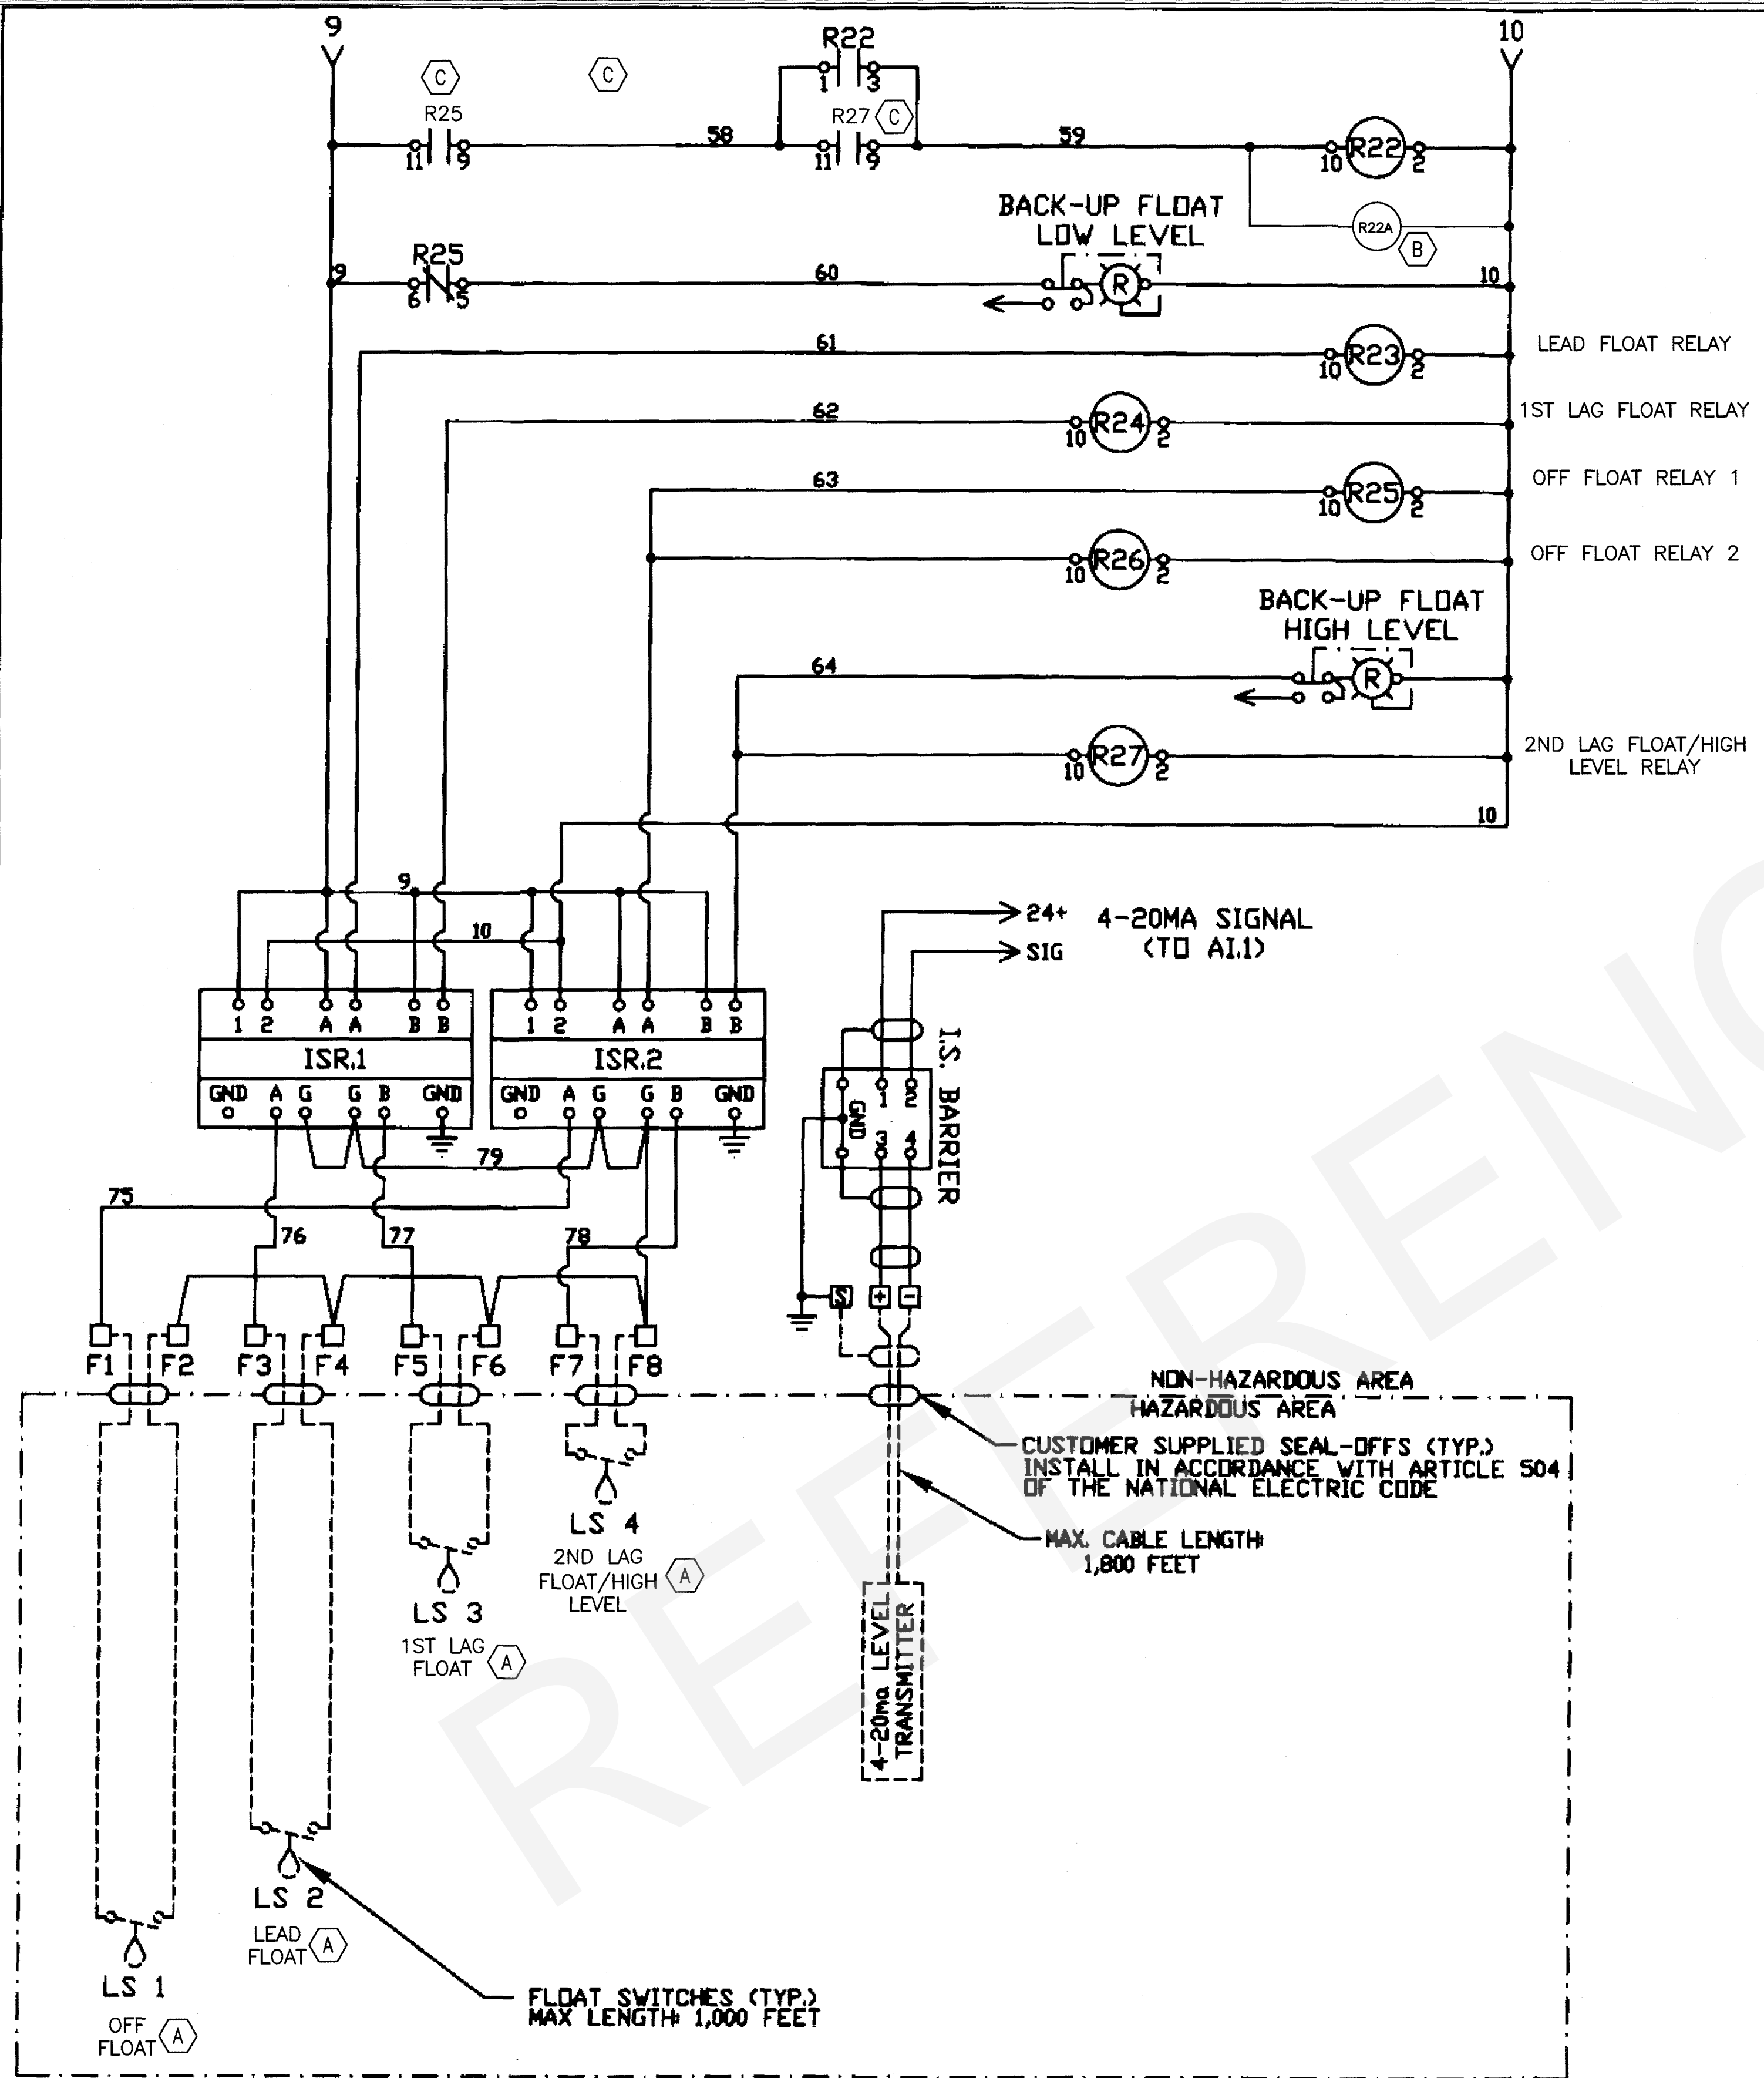 9
10
R22
1 3
C
C
R25
R27 C
11 9
58
11 9
59
10 R22 2
BACK-UP FLOAT
LOW LEVEL
R22A
B
R25
9
6 5
60
R
10
61
10 R23 2
LEAD FLOAT RELAY
62
10 R24 2
1ST LAG FLOAT RELAY
63
10 R25 2
OFF FLOAT RELAY 1
10 R26 2
OFF FLOAT RELAY 2
BACK-UP FLOAT
HIGH LEVEL
64
R
10 R27 2
2ND LAG FLOAT/HIGH
LEVEL RELAY
10
9
10
24+
SIG
4-20MA SIGNAL
(TO AI.1)
1 2 A A B B
ISR.1
GND A G G B GND
1 2 A A B B
ISR.2
GND A G G B GND
I.S. BARRIER
GND
1 2
3 4
79
75
76
77
78
S + -
F1 F2 F3 F4 F5 F6 F7 F8
NON-HAZARDOUS AREA
HAZARDOUS AREA
CUSTOMER SUPPLIED SEAL-OFFS (TYP.)
INSTALL IN ACCORDANCE WITH ARTICLE 504
OF THE NATIONAL ELECTRIC CODE
MAX. CABLE LENGTH:
1,800 FEET
LS 4
2ND LAG
FLOAT/HIGH A
LEVEL
LS 3
1ST LAG
FLOAT A
4-20ma LEVEL
TRANSMITTER
LS 2
LEAD
FLOAT A
LS 1
OFF
FLOAT A
FLOAT SWITCHES (TYP.)
MAX LENGTH: 1,000 FEET
REFERENC